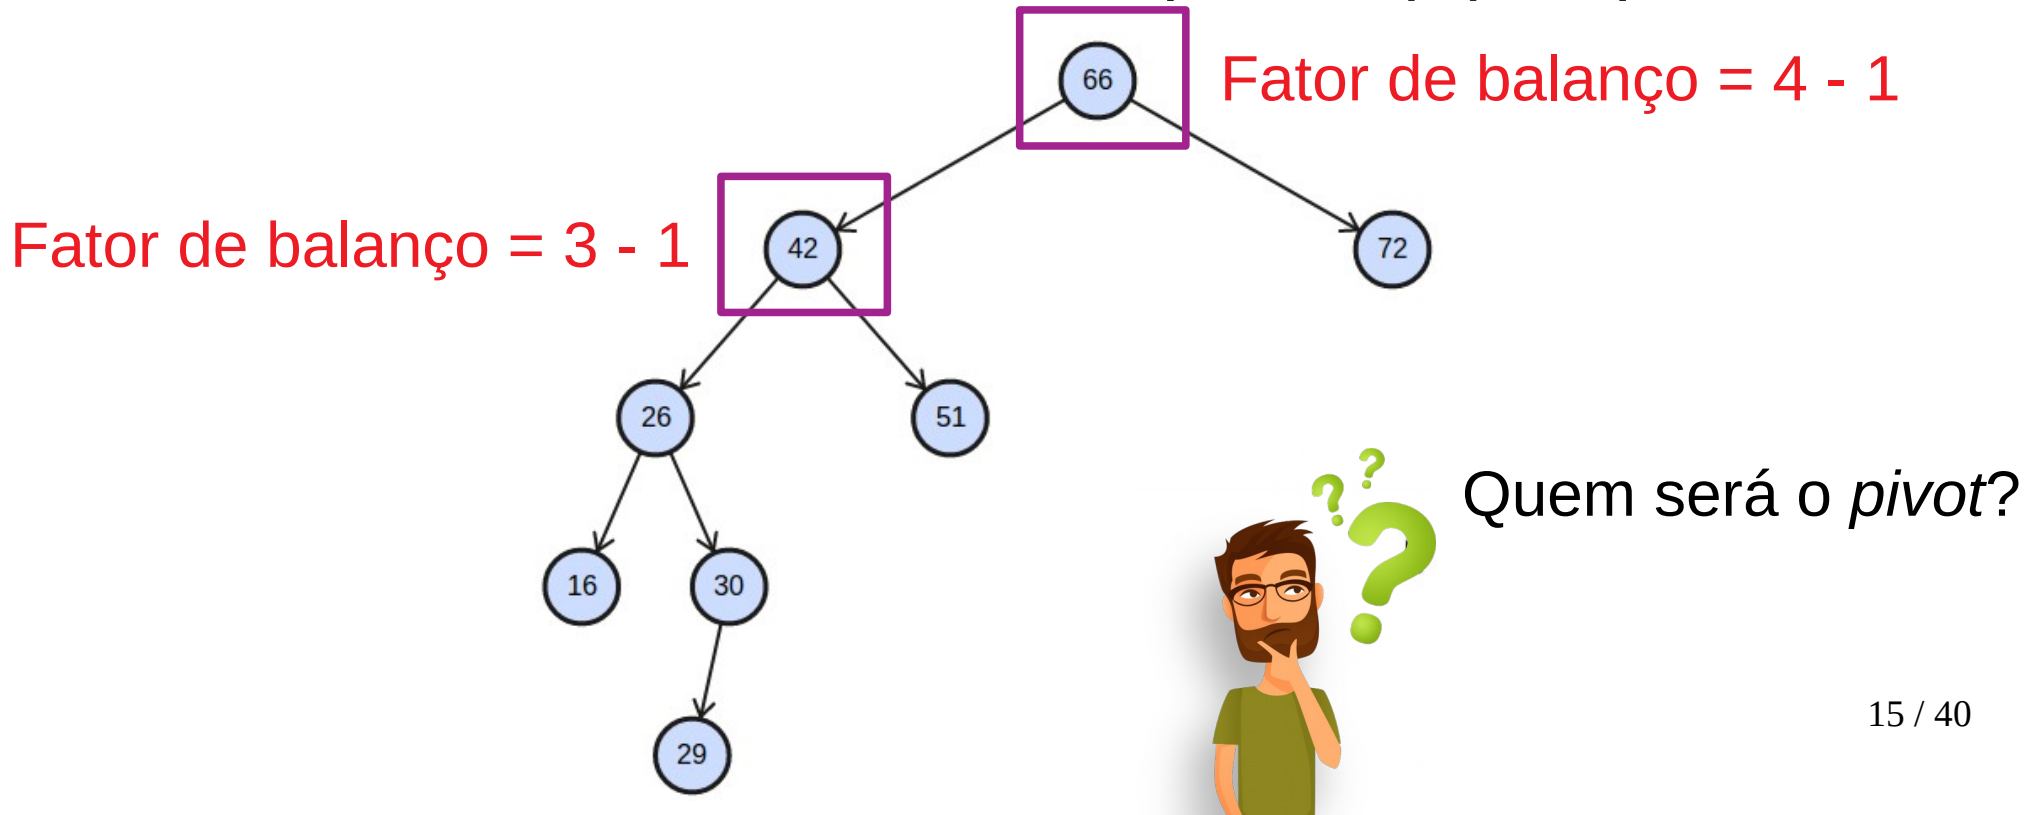 66
Fator de balanço = 4 - 1
Fator de balanço = 3 - 1
42
72
26
51
Quem será o pivot?
16
30
15 / 40
29